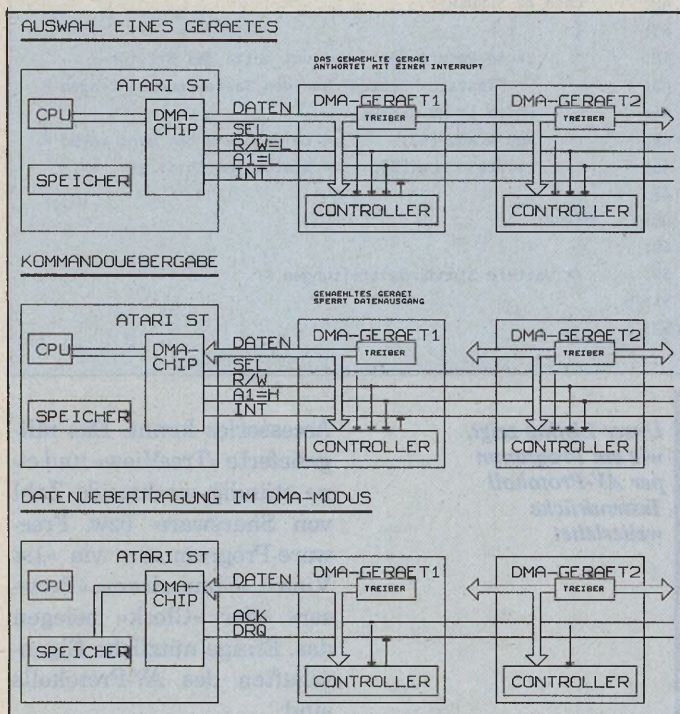 AUSWAHL EINES GERAETES
DAS GEWAEHLTE GERAET
ANTWORTET MIT EINEM INTERRUPT
ATARI ST
CPU
DMA-
CHIP
SPEICHER
DATEN
SEL
R/W=L
A1=L
INT
DMA-GERAET1
TREIBER
CONTROLLER
DMA-GERAET2
TREIBER
CONTROLLER
KOMMANDOUEBERGABE
GEWAEHLTES GERAET
SPERRT DATENAUSGANG
ATARI ST
CPU
DMA-
CHIP
SPEICHER
DATEN
SEL
R/W
A1=H
INT
DMA-GERAET1
TREIBER
CONTROLLER
DMA-GERAET2
TREIBER
CONTROLLER
DATENUEBERTRAGUNG IM DMA-MODUS
ATARI ST
CPU
DMA-
CHIP
SPEICHER
DATEN
ACK
DRQ
DMA-GERAET1
TREIBER
CONTROLLER
DMA-GERAET2
TREIBER
CONTROLLER